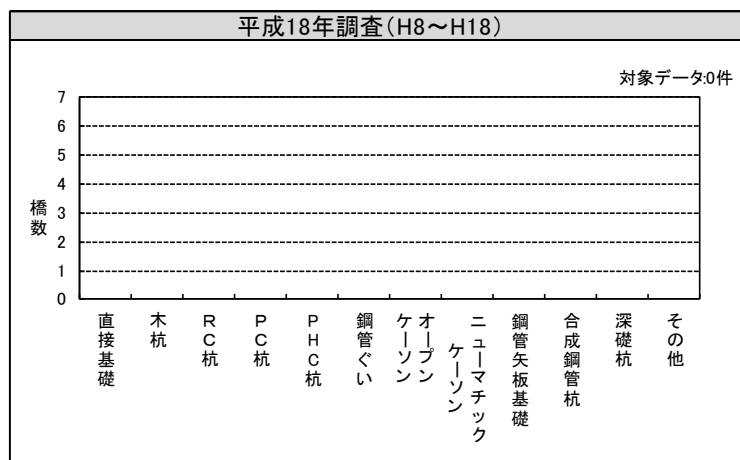 平成18年調査(H8~H18)
対象データ:0件
7
6
5
4
3
2
1
0
橋数
直接基礎
木杭
RC杭
PC杭
PHC杭
鋼管ぐい
オープン
ケーソン
ニューマチック
ケーソン
鋼管矢板基礎
合成鋼管杭
深礎杭
その他